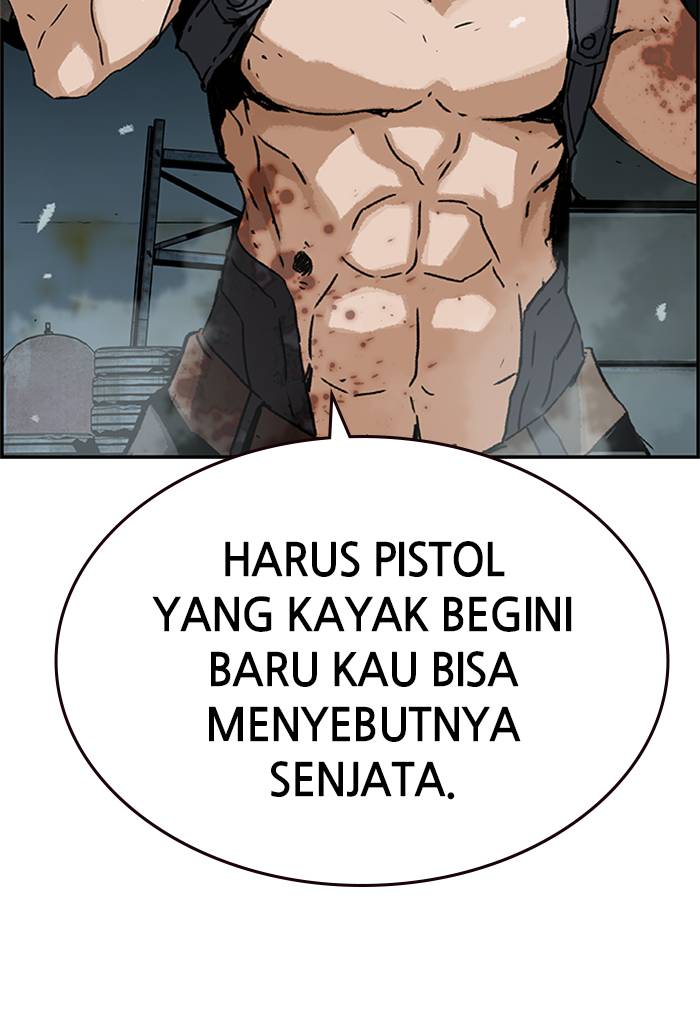 HARUS PISTOL
YANG KAYAK BEGINI
BARU KAU BISA
MENYEBUTNYA
SENJATA.